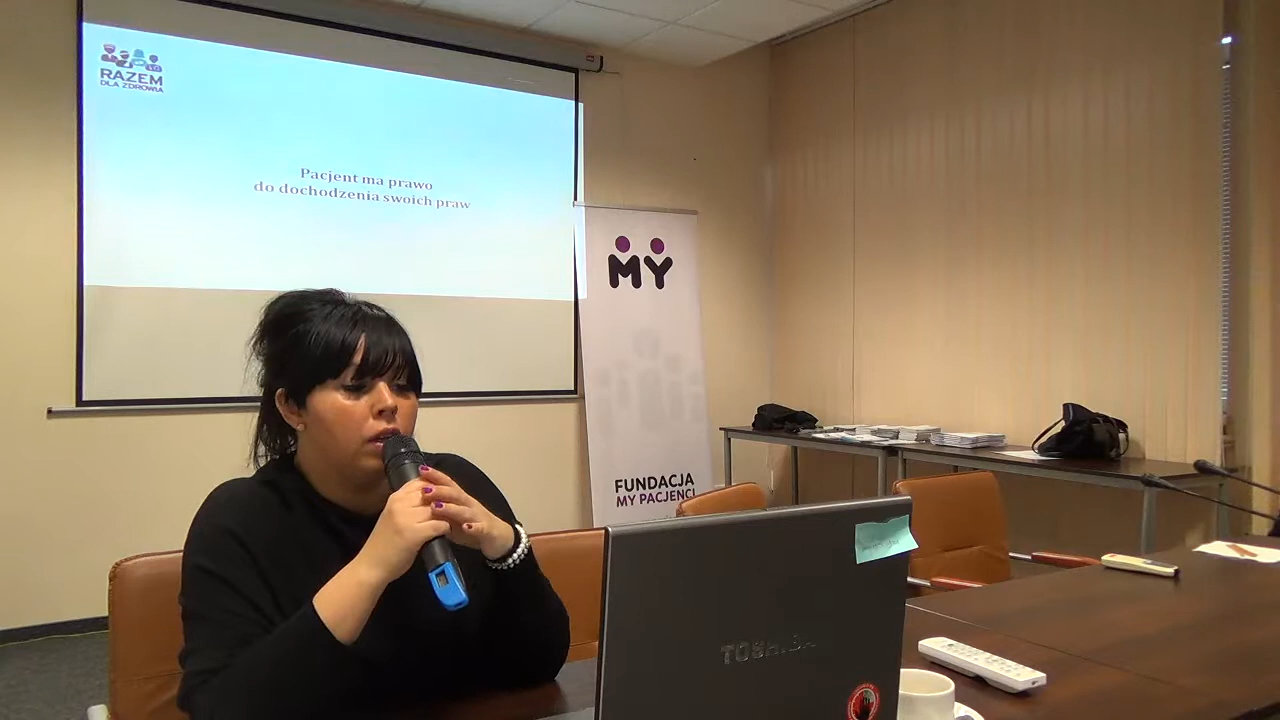 RAZEM
DLA ZDROWIA
Pacjent ma prawo
do dochodzenia swoich praw
MY
FUNDACJA
MY PACJENCI
TOSHIBA